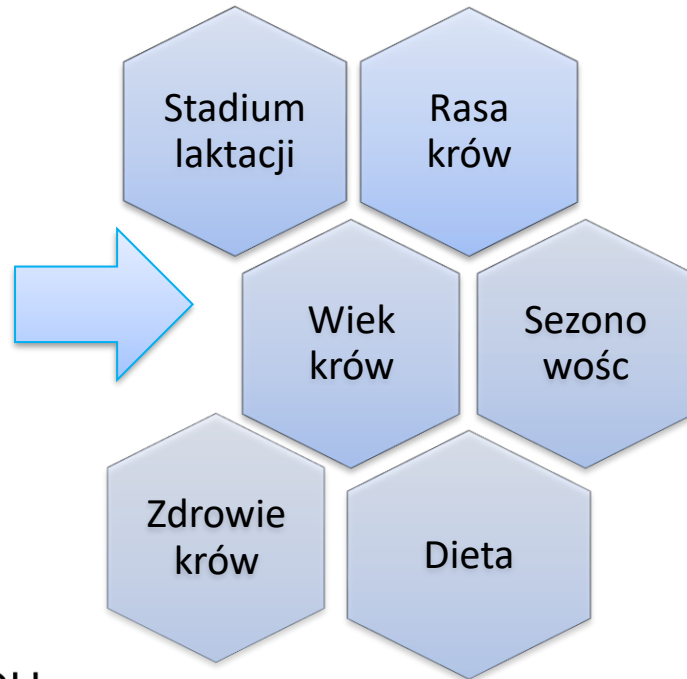 Stadium
laktacji
Rasa
krów
Wiek
krów
Sezono
wośc
Zdrowie
krów
Dieta